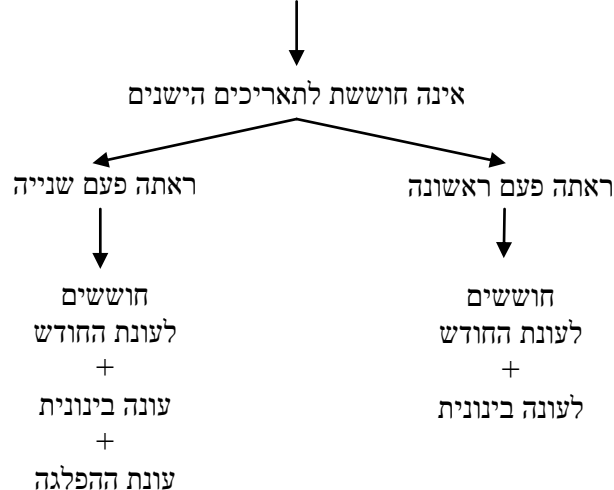 אינה חוששת לתאריכים הישנים
ראתה פעם ראשונה
חוששים
לעונת החודש
+
לעונה בינונית
ראתה פעם שנייה
חוששים
לעונת החודש
+
עונה בינונית
+
עונת ההפלגה